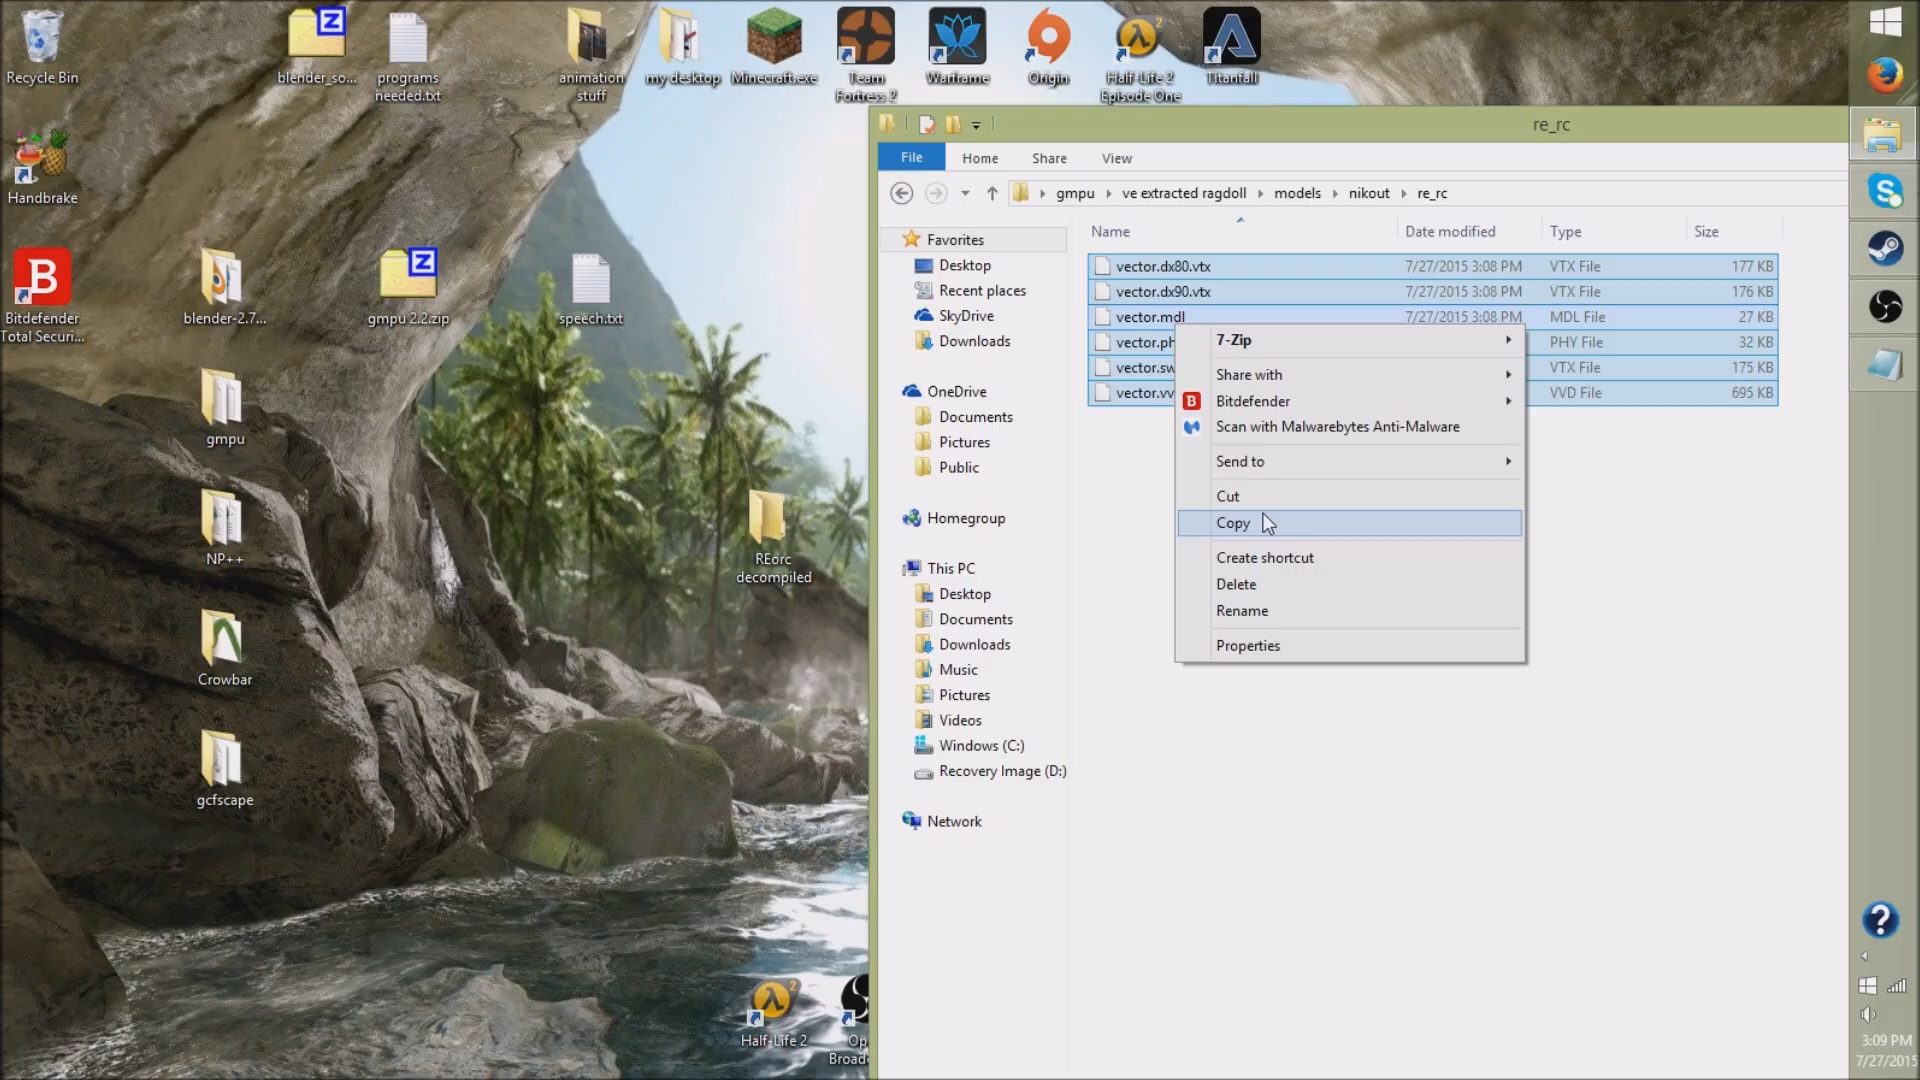 Recycle Bin
blender_so...
programs
needed.txt
animation
stuff
my desktop
Minecraft.exe
Team
Fortress 2
Warframe
Origin
Half-Life 2
Episode One
Titanfall
Handbrake
Bitdefender
Total Securi...
blender-2.7...
gmpu 2.2.zip
speech.txt
gmpu
NP++
REorc
decompiled
Crowbar
gcfscape
Half-Life 2
Op
Broad
re_rc
File Home Share View
gmpu ve extracted ragdoll models nikout re_rc
Name Date modified Type Size
Favorites
Desktop
Recent places
SkyDrive
Downloads
OneDrive
Documents
Pictures
Public
Homegroup
This PC
Desktop
Documents
Downloads
Music
Pictures
Videos
Windows (C:)
Recovery Image (D:)
Network
vector.dx80.vtx 7/27/2015 3:08 PM VTX File 177 KB
vector.dx90.vtx 7/27/2015 3:08 PM VTX File 176 KB
vector.mdl 7/27/2015 3:08 PM MDL File 27 KB
vector.ph PHY File 32 KB
vector.sw VTX File 175 KB
vector.vv VVD File 695 KB
7-Zip
Share with
Bitdefender
Scan with Malwarebytes Anti-Malware
Send to
Cut
Copy
Create shortcut
Delete
Rename
Properties
3:09 PM
7/27/2015